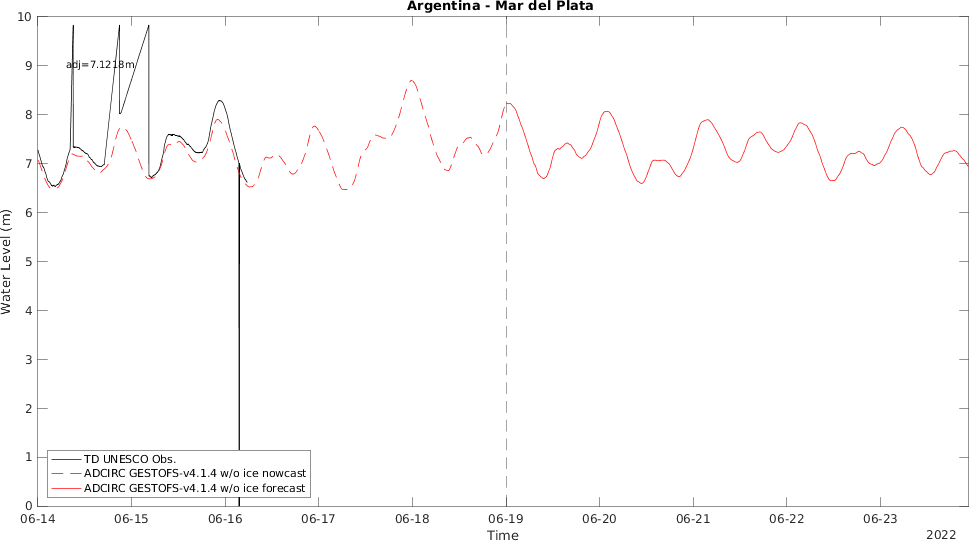 Argentina - Mar del Plata
10
9
8
7
6
5
4
3
2
1
0
Water Level (m)
adj=7.1218m
TD UNESCO Obs.
ADCIRC GESTOFS-v4.1.4 w/o ice nowcast
ADCIRC GESTOFS-v4.1.4 w/o ice forecast
06-14 06-15 06-16 06-17 06-18 06-19 06-20 06-21 06-22 06-23
Time
2022